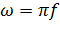 ω = πf